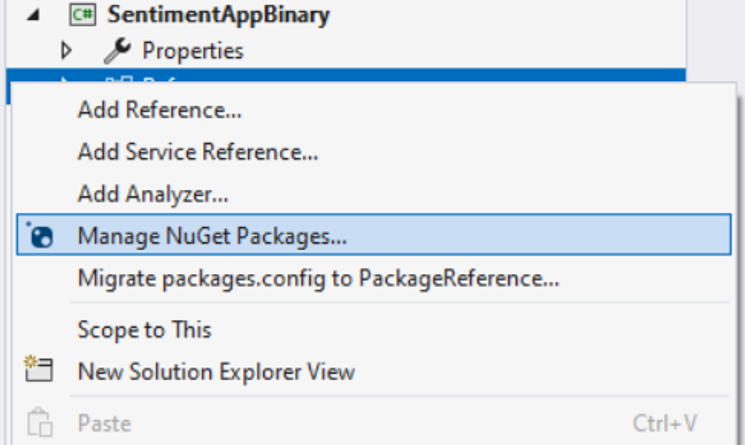 C# SentimentAppBinary
Properties
Add Reference...
Add Service Reference...
Add Analyzer...
Manage NuGet Packages...
Migrate packages.config to PackageReference...
Scope to This
New Solution Explorer View
Paste Ctrl+V